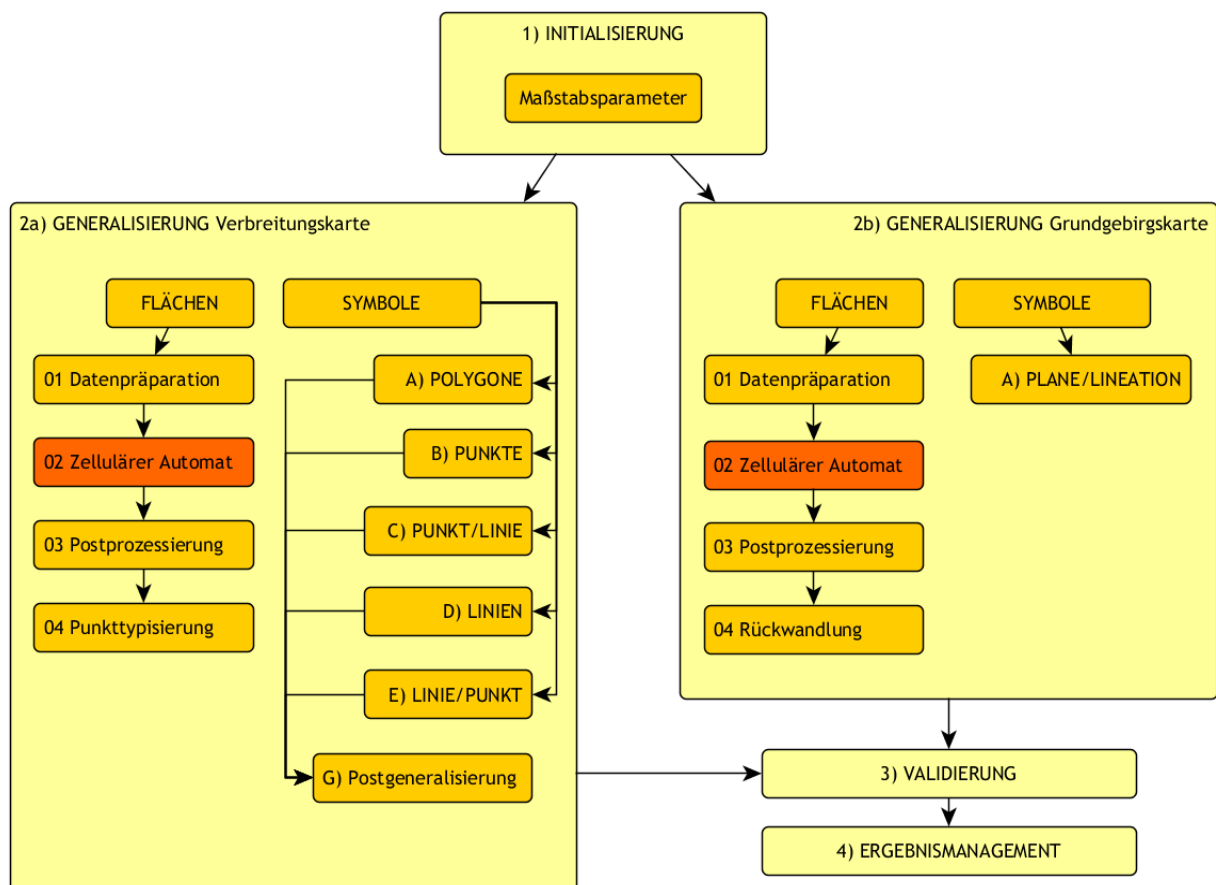 1) INITIALISIERUNG
Maßstabsparameter
2a) GENERALISIERUNG Verbreitungskarte
FLÄCHEN
SYMBOLE
01 Datenpräparation
02 Zellulärer Automat
03 Postprozessierung
04 Punkttypisierung
A) POLYGONE
B) PUNKTE
C) PUNKT/LINIE
D) LINIEN
E) LINIE/PUNKT
G) Postgeneralisierung
2b) GENERALISIERUNG Grundgebirgskarte
FLÄCHEN
SYMBOLE
01 Datenpräparation
02 Zellulärer Automat
03 Postprozessierung
04 Rückwandlung
A) PLANE/LINEATION
3) VALIDIERUNG
4) ERGEBNISMANAGEMENT